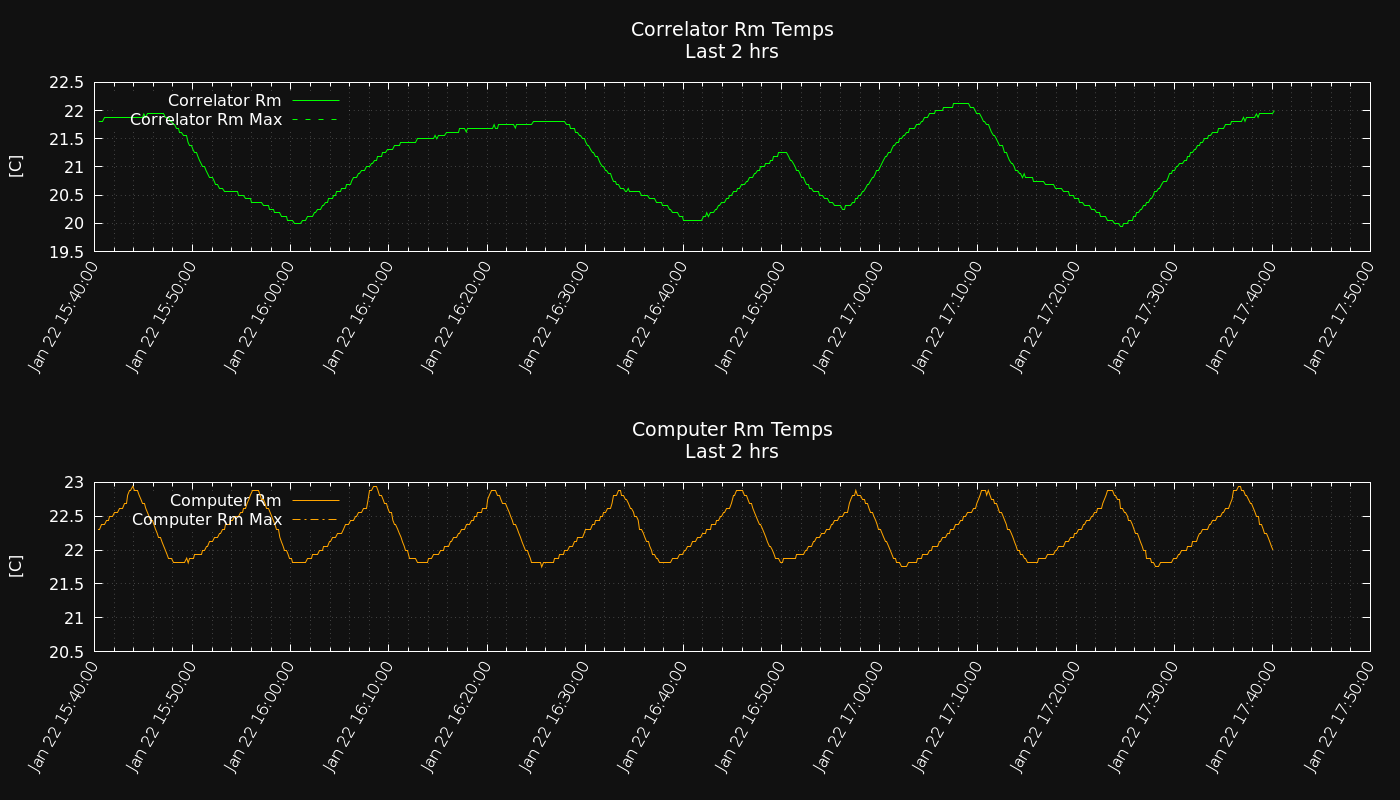 Correlator Rm Temps
Last 2 hrs
22.5
22
21.5
21
20.5
20
19.5
[C]
Correlator Rm
Correlator Rm Max
Jan 22 15:40:00
Jan 22 15:50:00
Jan 22 16:00:00
Jan 22 16:10:00
Jan 22 16:20:00
Jan 22 16:30:00
Jan 22 16:40:00
Jan 22 16:50:00
Jan 22 17:00:00
Jan 22 17:10:00
Jan 22 17:20:00
Jan 22 17:30:00
Jan 22 17:40:00
Jan 22 17:50:00
Computer Rm Temps
Last 2 hrs
23
22.5
22
21.5
21
20.5
[C]
Computer Rm
Computer Rm Max
Jan 22 15:40:00
Jan 22 15:50:00
Jan 22 16:00:00
Jan 22 16:10:00
Jan 22 16:20:00
Jan 22 16:30:00
Jan 22 16:40:00
Jan 22 16:50:00
Jan 22 17:00:00
Jan 22 17:10:00
Jan 22 17:20:00
Jan 22 17:30:00
Jan 22 17:40:00
Jan 22 17:50:00